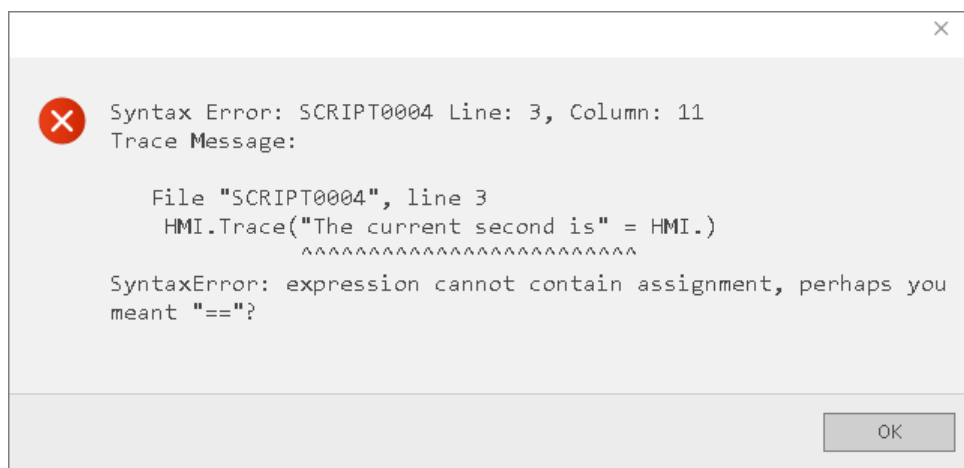 Syntax Error: SCRIPT0004 Line: 3, Column: 11
Trace Message:
File "SCRIPT0004", line 3
HMI.Trace("The current second is" = HMI.)
^^^^^^^^^^^^^^^^^^^^^^^^^
SyntaxError: expression cannot contain assignment, perhaps you
meant "=="?
OK